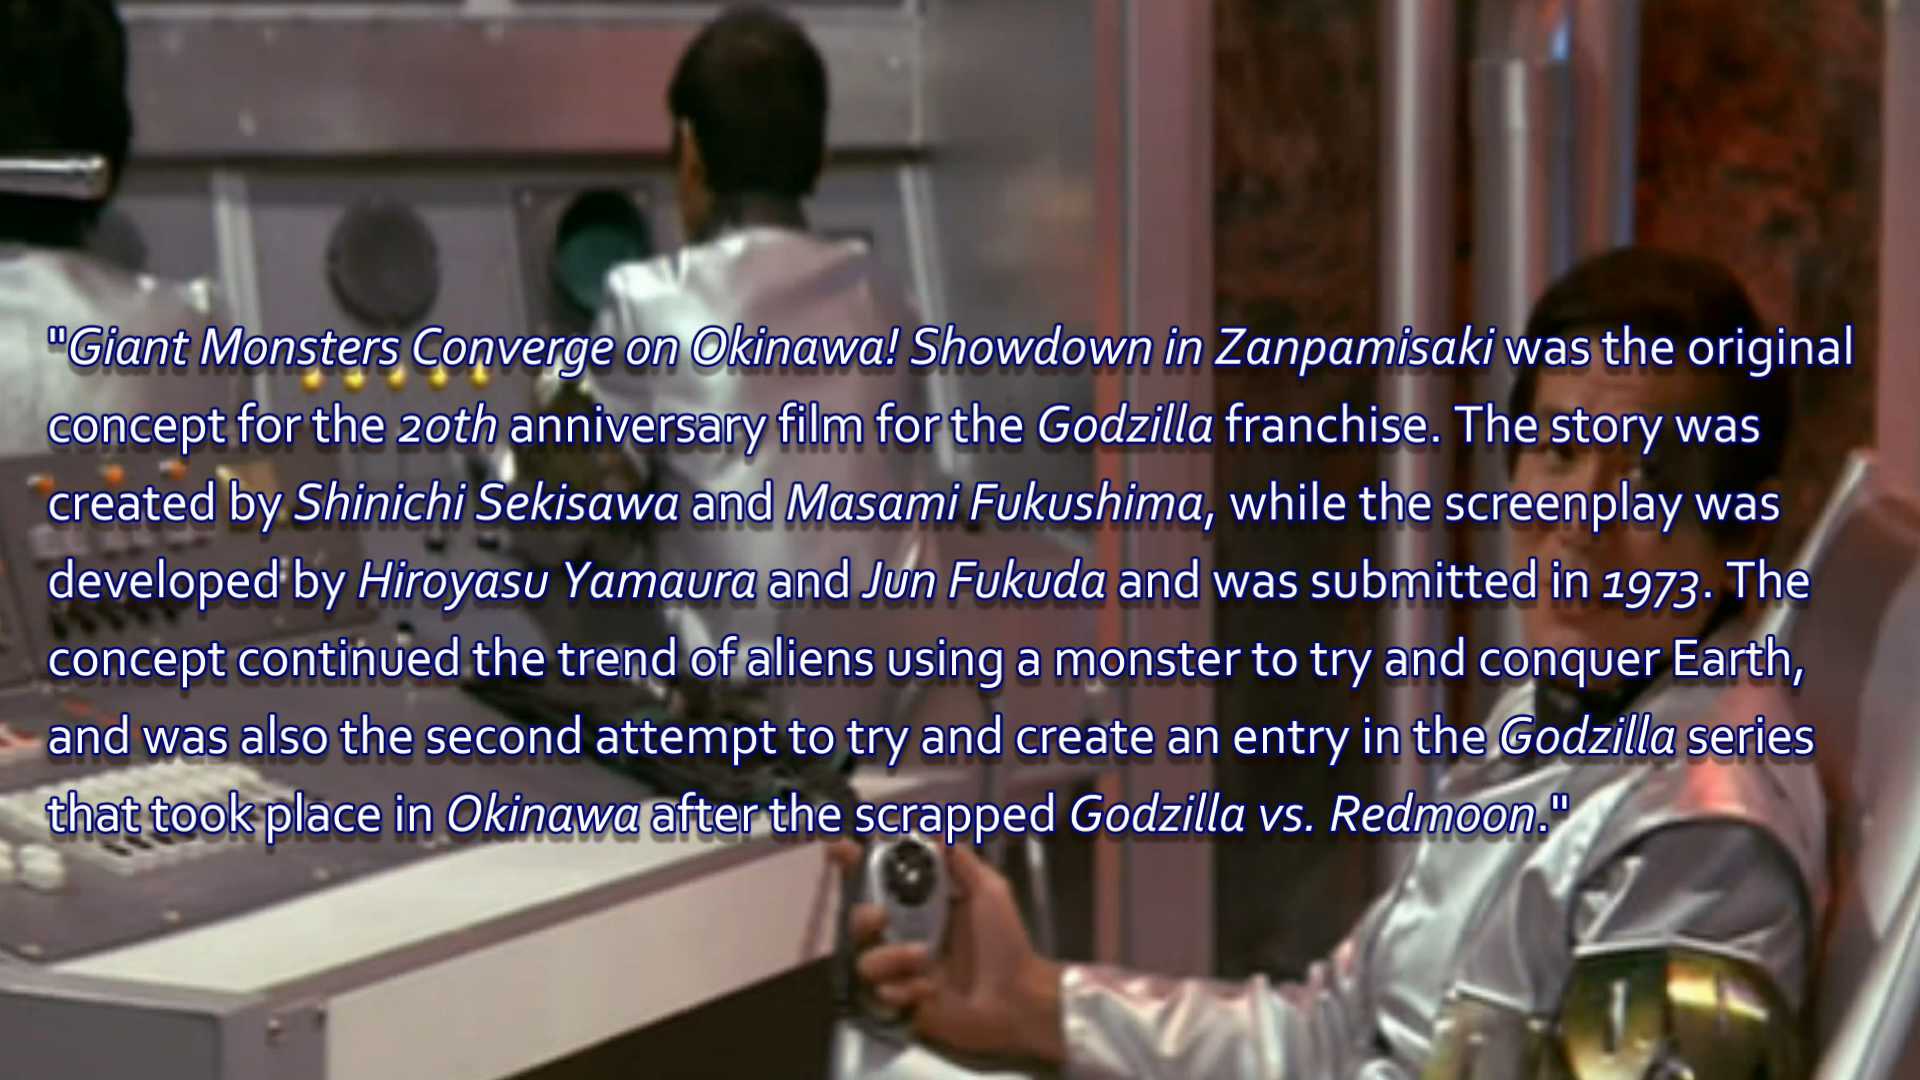 "Giant Monsters Converge on Okinawa! Showdown in Zanpamisaki was the original
concept for the 20th anniversary film for the Godzilla franchise. The story was
created by Shinichi Sekisawa and Masami Fukushima, while the screenplay was
developed by Hiroyasu Yamaura and Jun Fukuda and was submitted in 1973. The
concept continued the trend of aliens using a monster to try and conquer Earth,
and was also the second attempt to try and create an entry in the Godzilla series
that took place in Okinawa after the scrapped Godzilla vs. Redmoon."